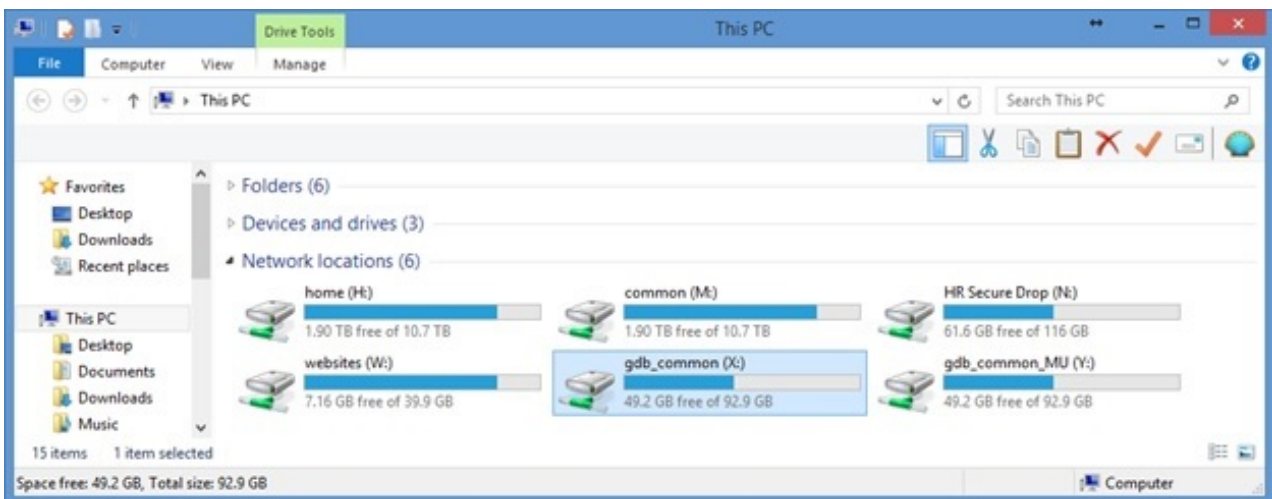 Drive Tools
This PC
File Computer View Manage
This PC
Search This PC
Favorites
Desktop
Downloads
Recent places
This PC
Desktop
Documents
Downloads
Music
Folders (6)
Devices and drives (3)
Network locations (6)
home (H:)
1.90 TB free of 10.7 TB
common (M:)
1.90 TB free of 10.7 TB
HR Secure Drop (N:)
61.6 GB free of 116 GB
websites (W:)
7.16 GB free of 39.9 GB
gdb_common (X:)
49.2 GB free of 92.9 GB
gdb_common_MU (Y:)
49.2 GB free of 92.9 GB
15 items 1 item selected
Space free: 49.2 GB, Total size: 92.9 GB
Computer